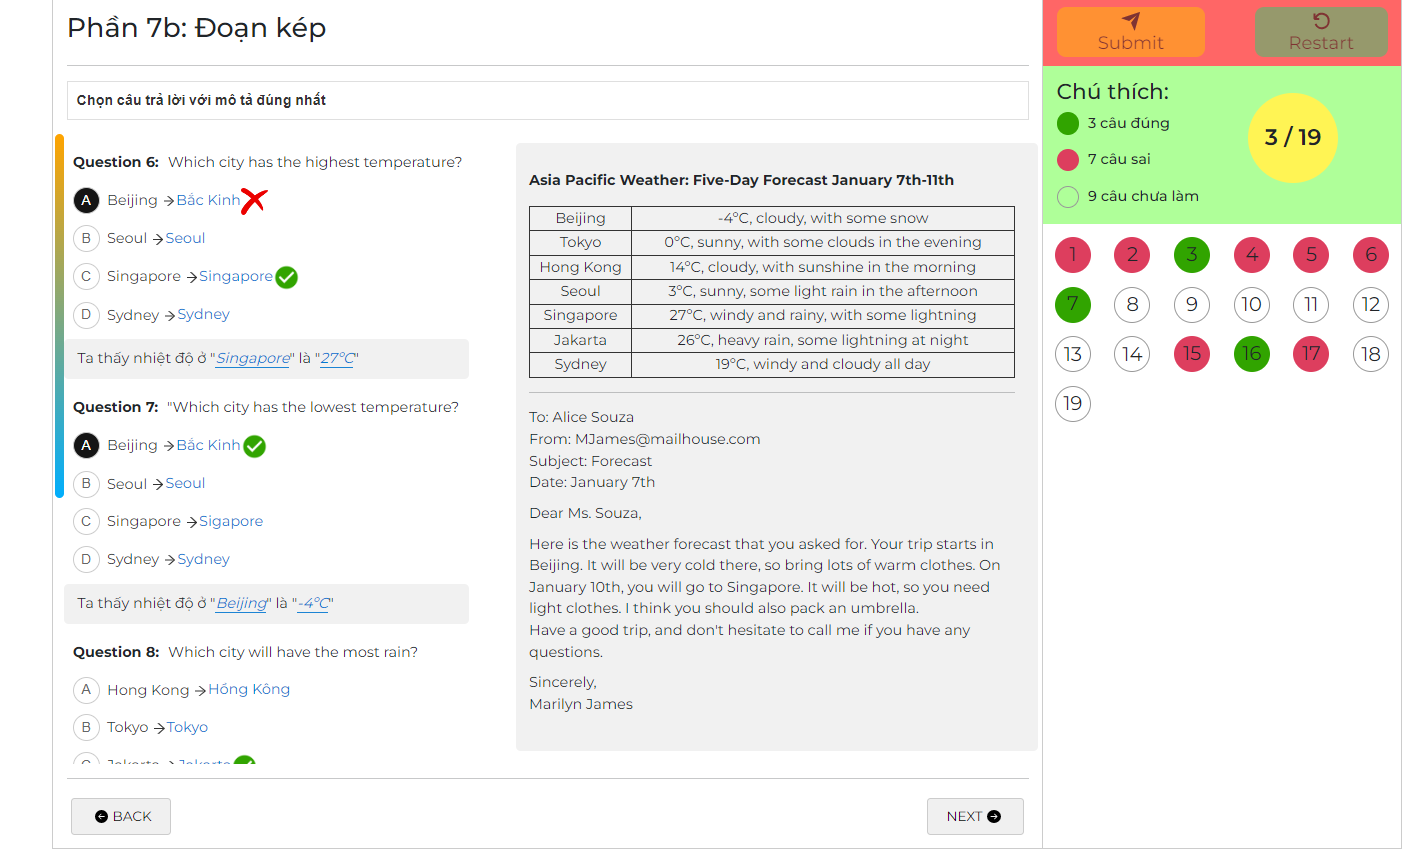 Phần 7b: Đoạn kép
Chọn câu trả lời với mô tả đúng nhất
Question 6: Which city has the highest temperature?
A Beijing →Bắc Kinh
B Seoul →Seoul
C Singapore →Singapore
D Sydney →Sydney
Ta thấy nhiệt độ ở "Singapore" là "27ºC"
Question 7: "Which city has the lowest temperature?
A Beijing →Bắc Kinh
B Seoul →Seoul
C Singapore →Sigapore
D Sydney →Sydney
Ta thấy nhiệt độ ở "Beijing" là "-4ºC"
Question 8: Which city will have the most rain?
A Hong Kong →Hồng Kông
B Tokyo →Tokyo
C Jakarta →Jakarta
Asia Pacific Weather: Five-Day Forecast January 7th-11th
Beijing -4ºC, cloudy, with some snow
Tokyo 0ºC, sunny, with some clouds in the evening
Hong Kong 14ºC, cloudy, with sunshine in the morning
Seoul 3ºC, sunny, some light rain in the afternoon
Singapore 27ºC, windy and rainy, with some lightning
Jakarta 26ºC, heavy rain, some lightning at night
Sydney 19ºC, windy and cloudy all day
To: Alice Souza
From: MJames@mailhouse.com
Subject: Forecast
Date: January 7th
Dear Ms. Souza,
Here is the weather forecast that you asked for. Your trip starts in
Beijing. It will be very cold there, so bring lots of warm clothes. On
January 10th, you will go to Singapore. It will be hot, so you need
light clothes. I think you should also pack an umbrella.
Have a good trip, and don't hesitate to call me if you have any
questions.
Sincerely,
Marilyn James
BACK
NEXT
Submit
Restart
Chú thích:
3 câu đúng
7 câu sai
9 câu chưa làm
3 / 19
1 2 3 4 5 6
7 8 9 10 11 12
13 14 15 16 17 18
19